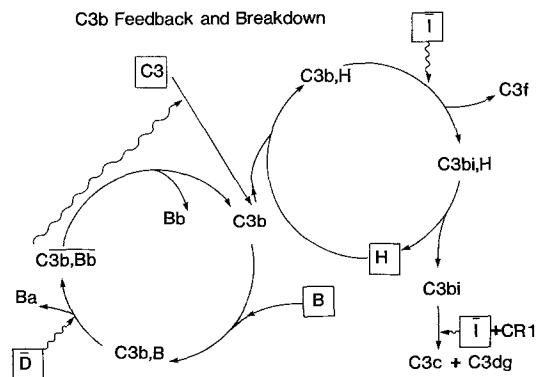 C3b Feedback and Breakdown
I
C3
C3b,H
C3f
C3bi,H
Bb
C3b
C3b,Bb
H
Ba
B
C3bi
C3b,B
D
I +CR1
C3c + C3dg